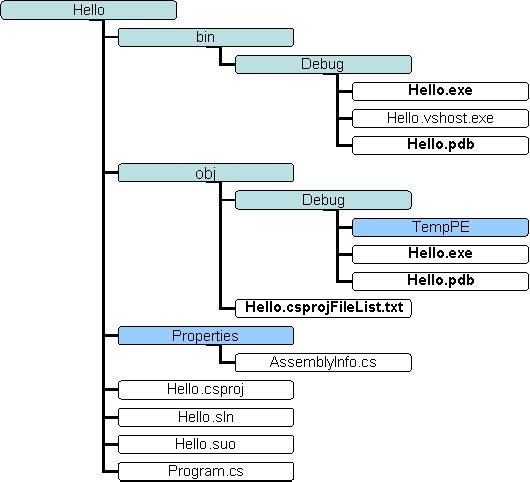 Hello
bin
Debug
Hello.exe
Hello.vshost.exe
Hello.pdb
obj
Debug
TempPE
Hello.exe
Hello.pdb
Hello.csprojFileList.txt
Properties
AssemblyInfo.cs
Hello.csproj
Hello.sln
Hello.suo
Program.cs